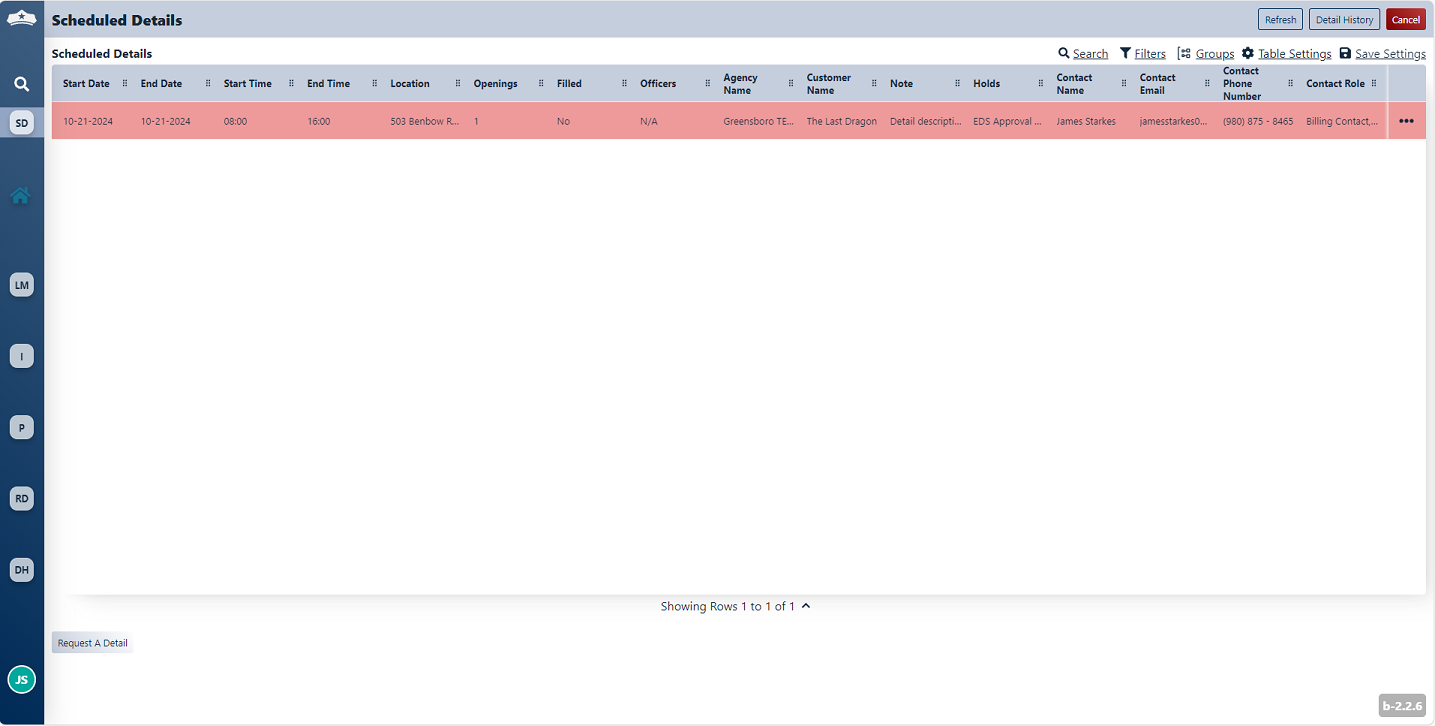 Scheduled Details
Refresh
Detail History
Cancel
Scheduled Details
Search
Filters
Groups
Table Settings
Save Settings
Start Date
End Date
Start Time
End Time
Location
Openings
Filled
Officers
Agency
Name
Customer
Name
Note
Holds
Contact
Name
Contact
Email
Contact
Phone
Number
Contact Role
10-21-2024
10-21-2024
08:00
16:00
503 Benbow R...
1
No
N/A
Greensboro TE...
The Last Dragon
Detail descripti...
EDS Approval ...
James Starkes
jamesstarkes0...
(980) 875 - 8465
Billing Contact,...
SD
LM
I
P
RD
DH
Showing Rows 1 to 1 of 1
Request A Detail
JS
b-2.2.6